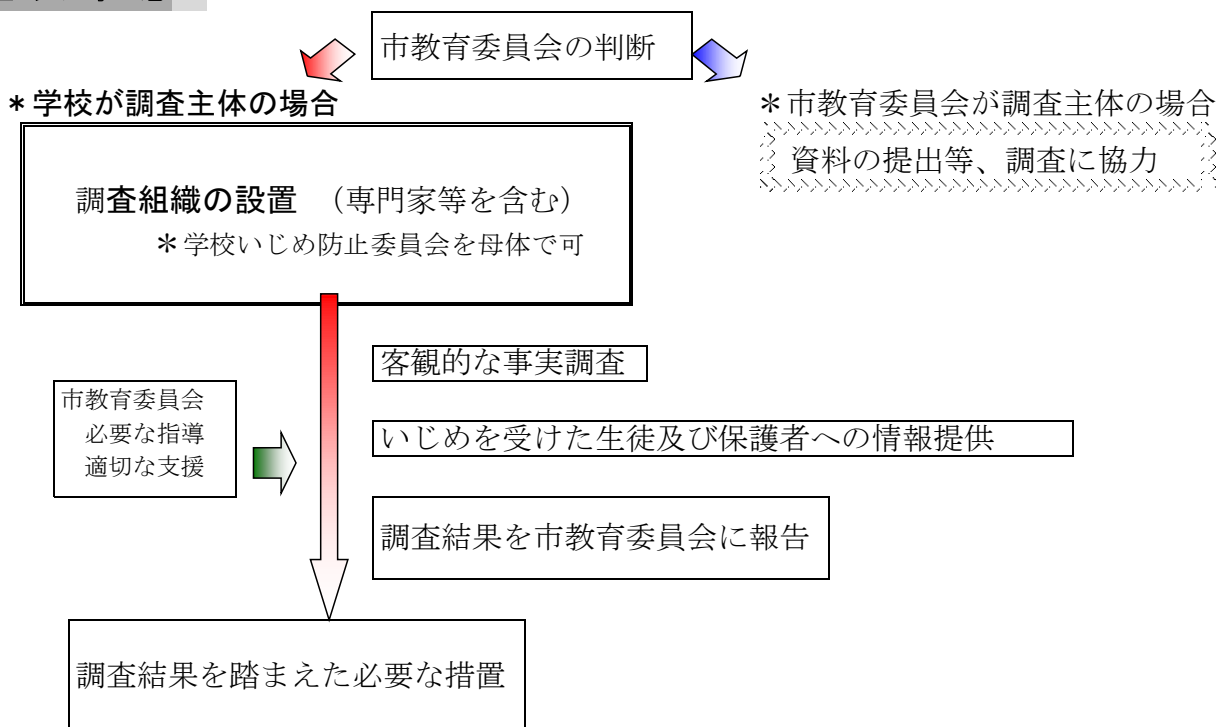 市教育委員会の判断
＊学校が調査主体の場合
＊市教育委員会が調査主体の場合
資料の提出等、調査に協力
調査組織の設置　（専門家等を含む）
＊学校いじめ防止委員会を母体で可
客観的な事実調査
市教育委員会
必要な指導
適切な支援
いじめを受けた生徒及び保護者への情報提供
調査結果を市教育委員会に報告
調査結果を踏まえた必要な措置